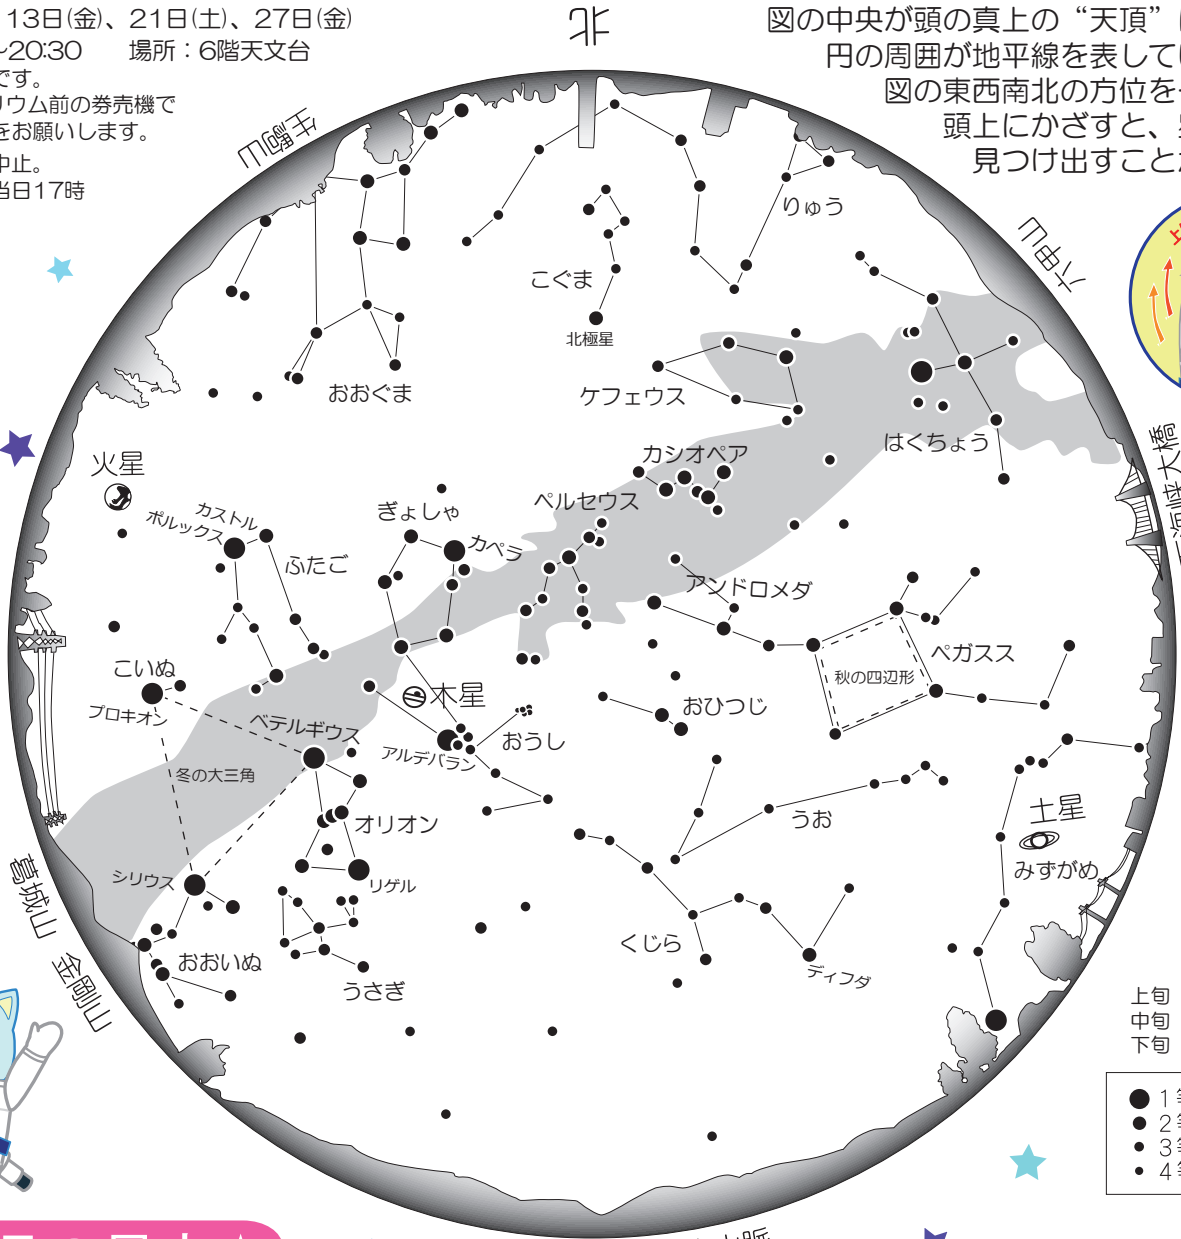 13日(金)、21日(土)、27日(金)
~20:30 場所：6階天文台
です。
リウム前の券売機で
をお願いします。
中止。
当日17時
北
図の中央が頭の真上の“天頂”
円の周囲が地平線を表して
図の東西南北の方位を
頭上にかざすと、
見つけ出すことが
生駒山
六甲山
海峡大橋
葛城山
金剛山
りゅう
こぐま
北極星
おおぐま
ケフェウス
はくちょう
カシオペア
ペルセウス
火星
カストル
ポルックス
ふたご
ぎょしゃ
カペラ
アンドロメダ
ペガスス
秋の四辺形
こいぬ
プロキオン
木星
おひつじ
ベテルギウス
アルデバラン
おうし
冬の大三角
オリオン
うお
土星
みずがめ
シリウス
リゲル
くじら
ディフダ
おおいぬ
うさぎ
上旬
中旬
下旬
1等
2等
3等
4等